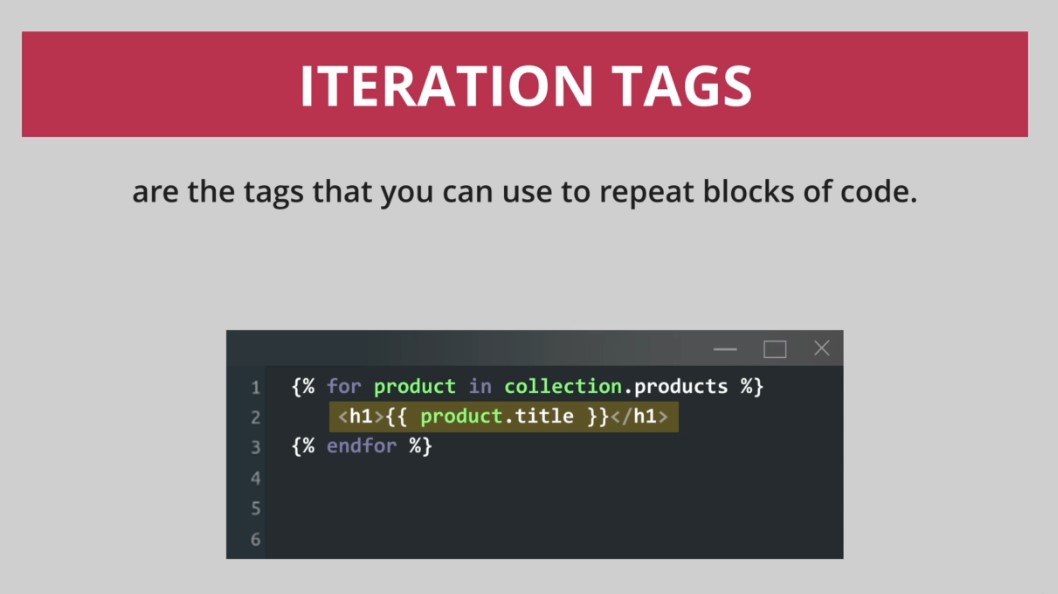 ITERATION TAGS
are the tags that you can use to repeat blocks of code.
1 {% for product in collection.products %}
2 <h1>{{ product.title }}</h1>
3 {% endfor %}
4
5
6